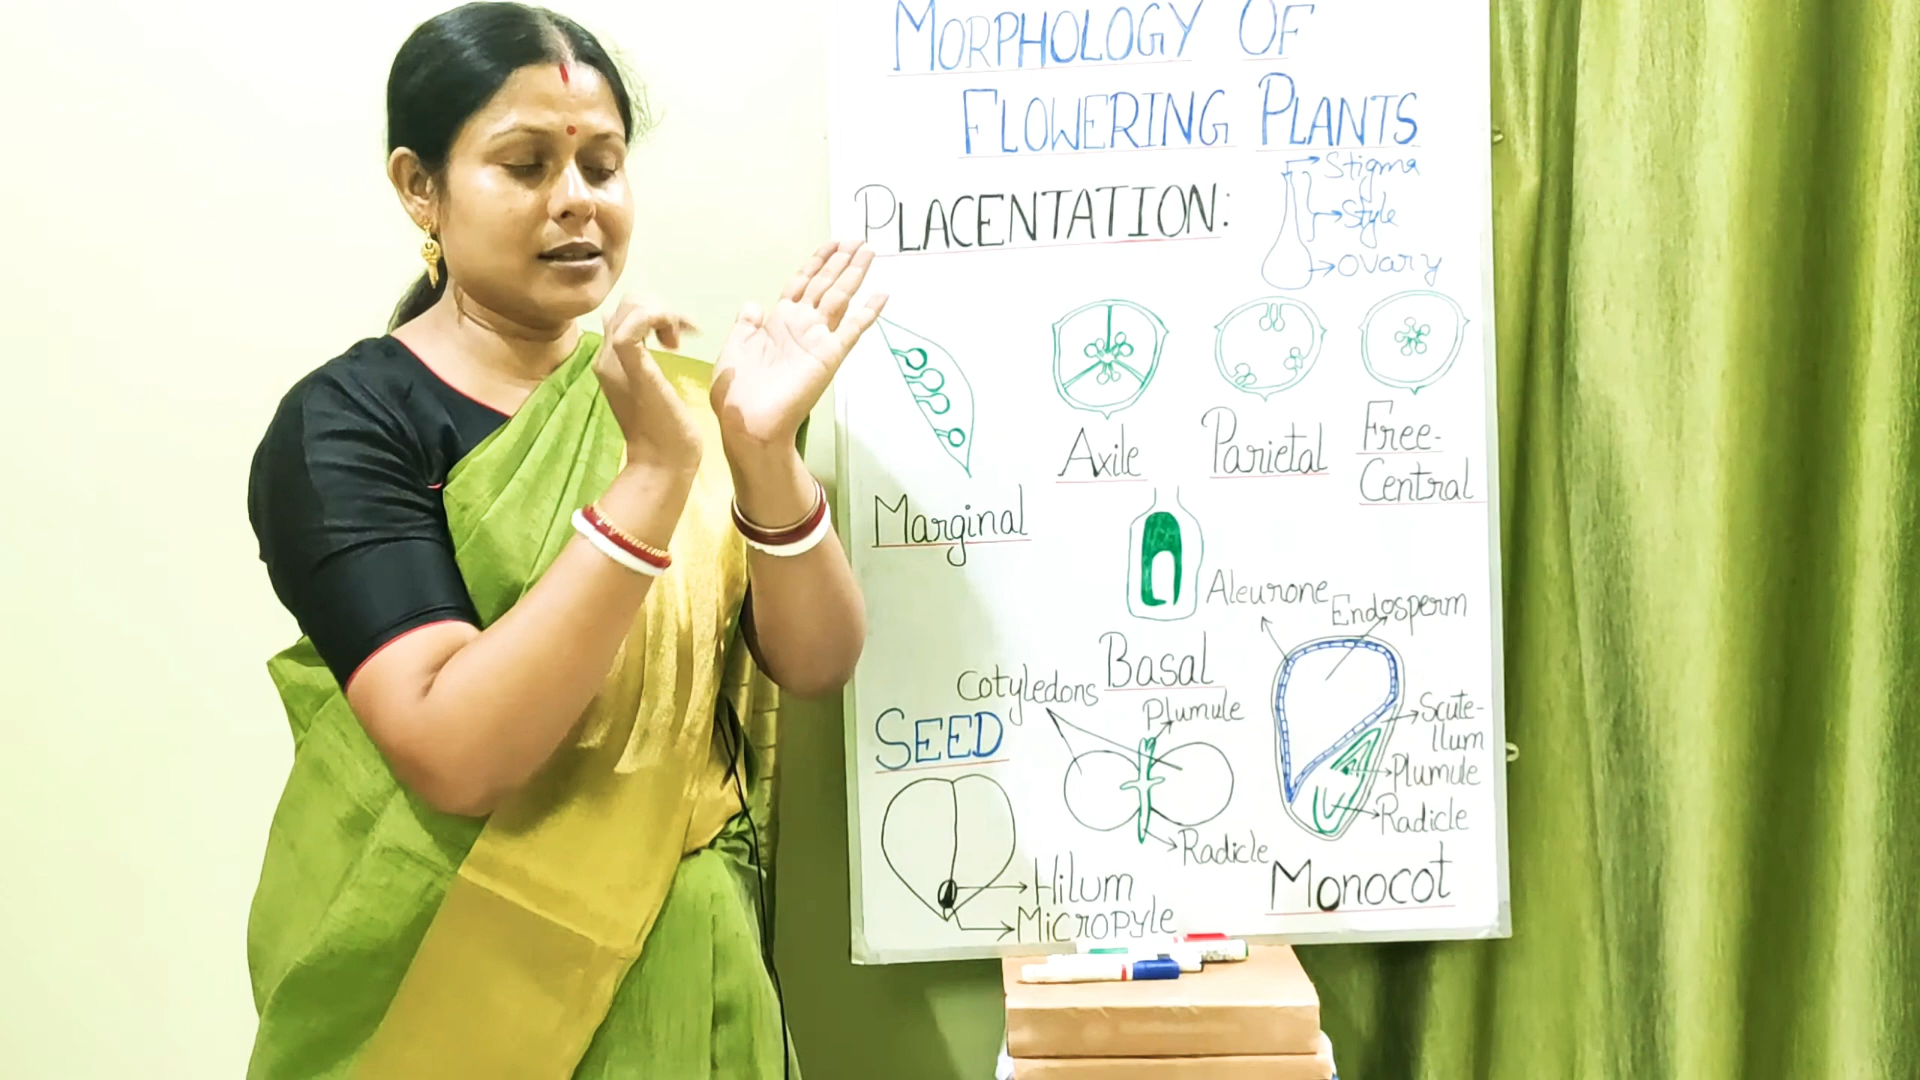 MORPHOLOGY OF
FLOWERING PLANTS
Stigma
PLACENTATION:
Style
Ovary
Marginal
Axile
Parietal
Free-
Central
Basal
Aleurone
Endosperm
Scute-
llum
Plumule
Radicle
Monocot
SEED
Cotyledons
Plumule
Radicle
Hilum
Micropyle